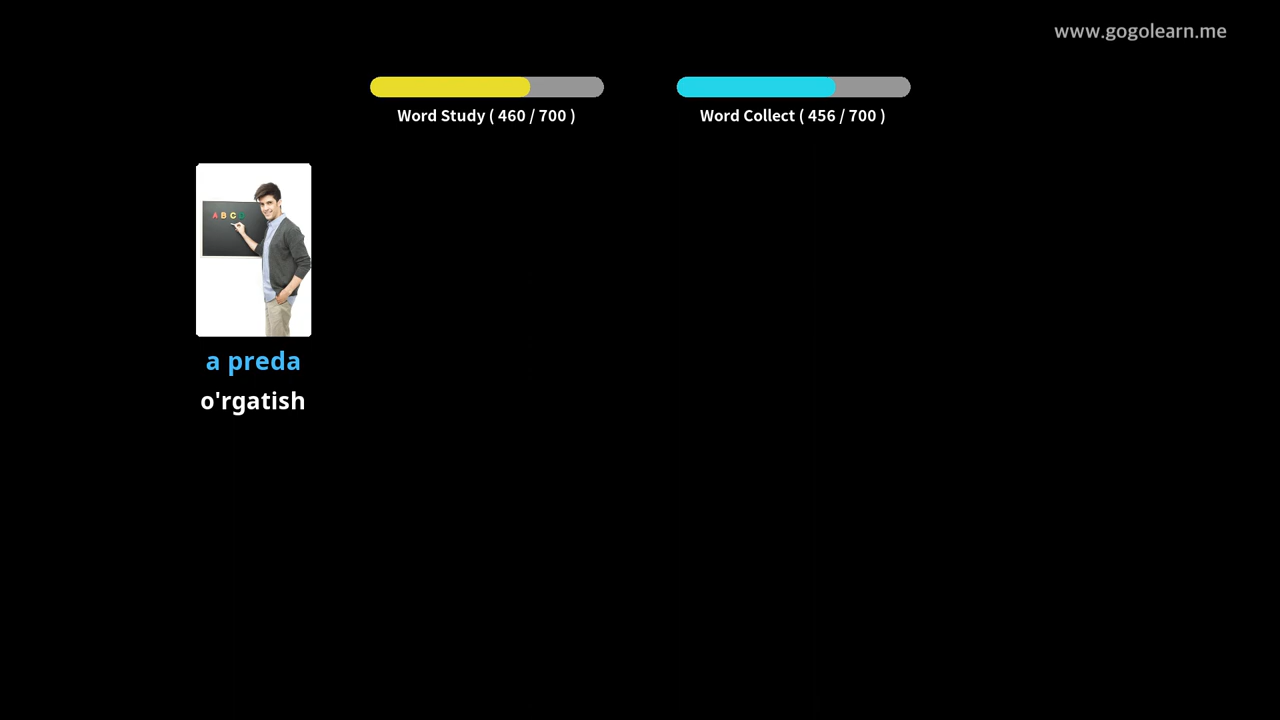 www.gogolearn.me
Word Study ( 460 / 700 )
Word Collect ( 456 / 700 )
A B C D
a preda
o'rgatish